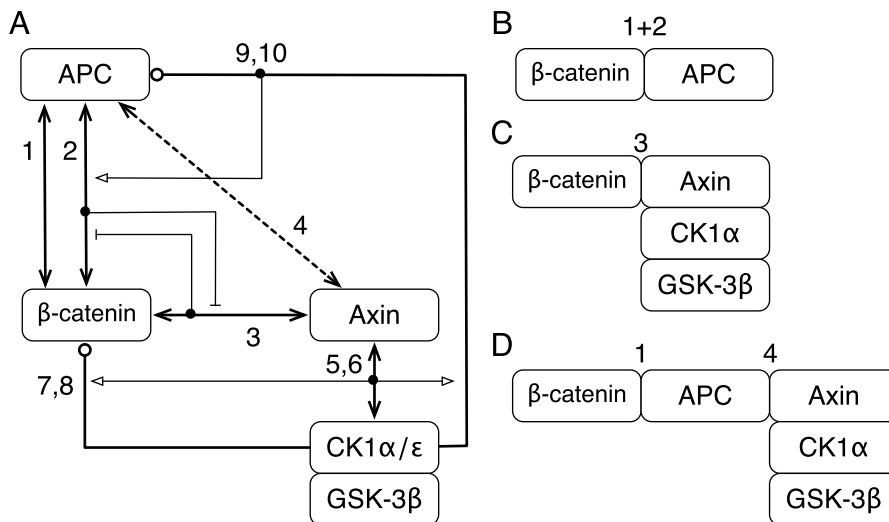 A
APC
9,10
1
2
4
β-catenin
Axin
3
5,6
7,8
CK1α/ε
GSK-3β
B
1+2
β-catenin
APC
C
3
β-catenin
Axin
CK1α
GSK-3β
D
1
4
β-catenin
APC
Axin
CK1α
GSK-3β